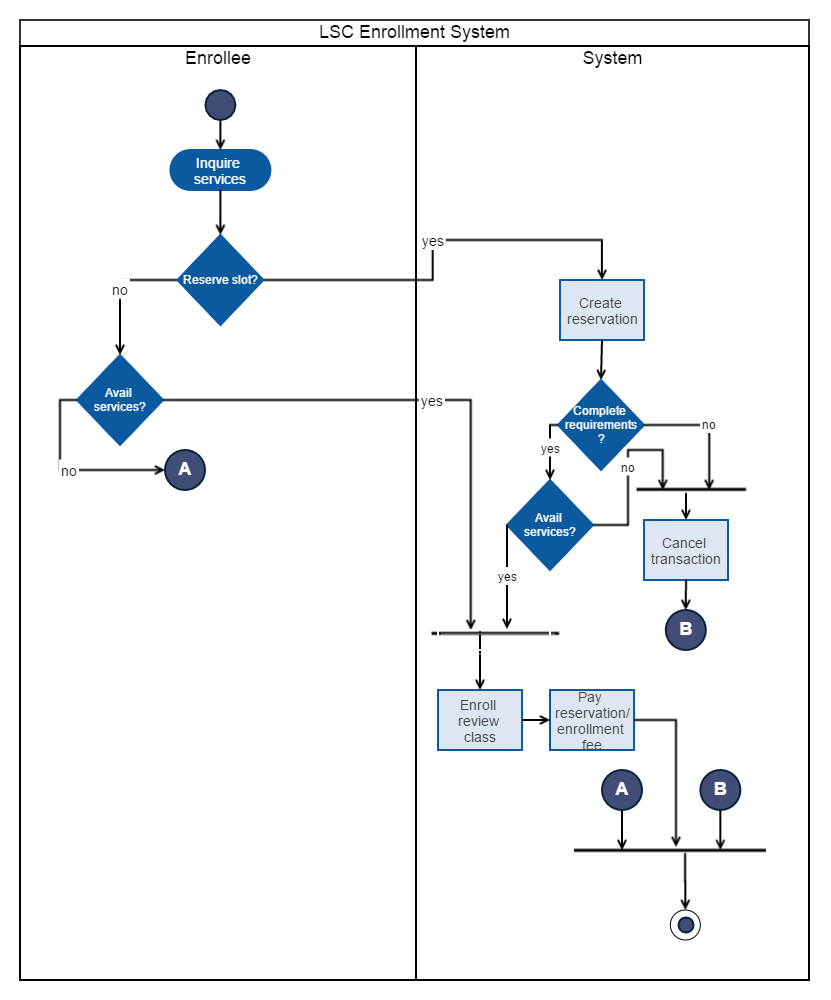 LSC Enrollment System
Enrollee
System
Inquire
services
yes
Reserve slot?
no
Create
reservation
Avail
services?
yes
Complete
requirements
?
no
yes
no
no
A
Avail
services?
Cancel
transaction
yes
B
Enroll
review
class
Pay
reservation/
enrollment
fee
A
B